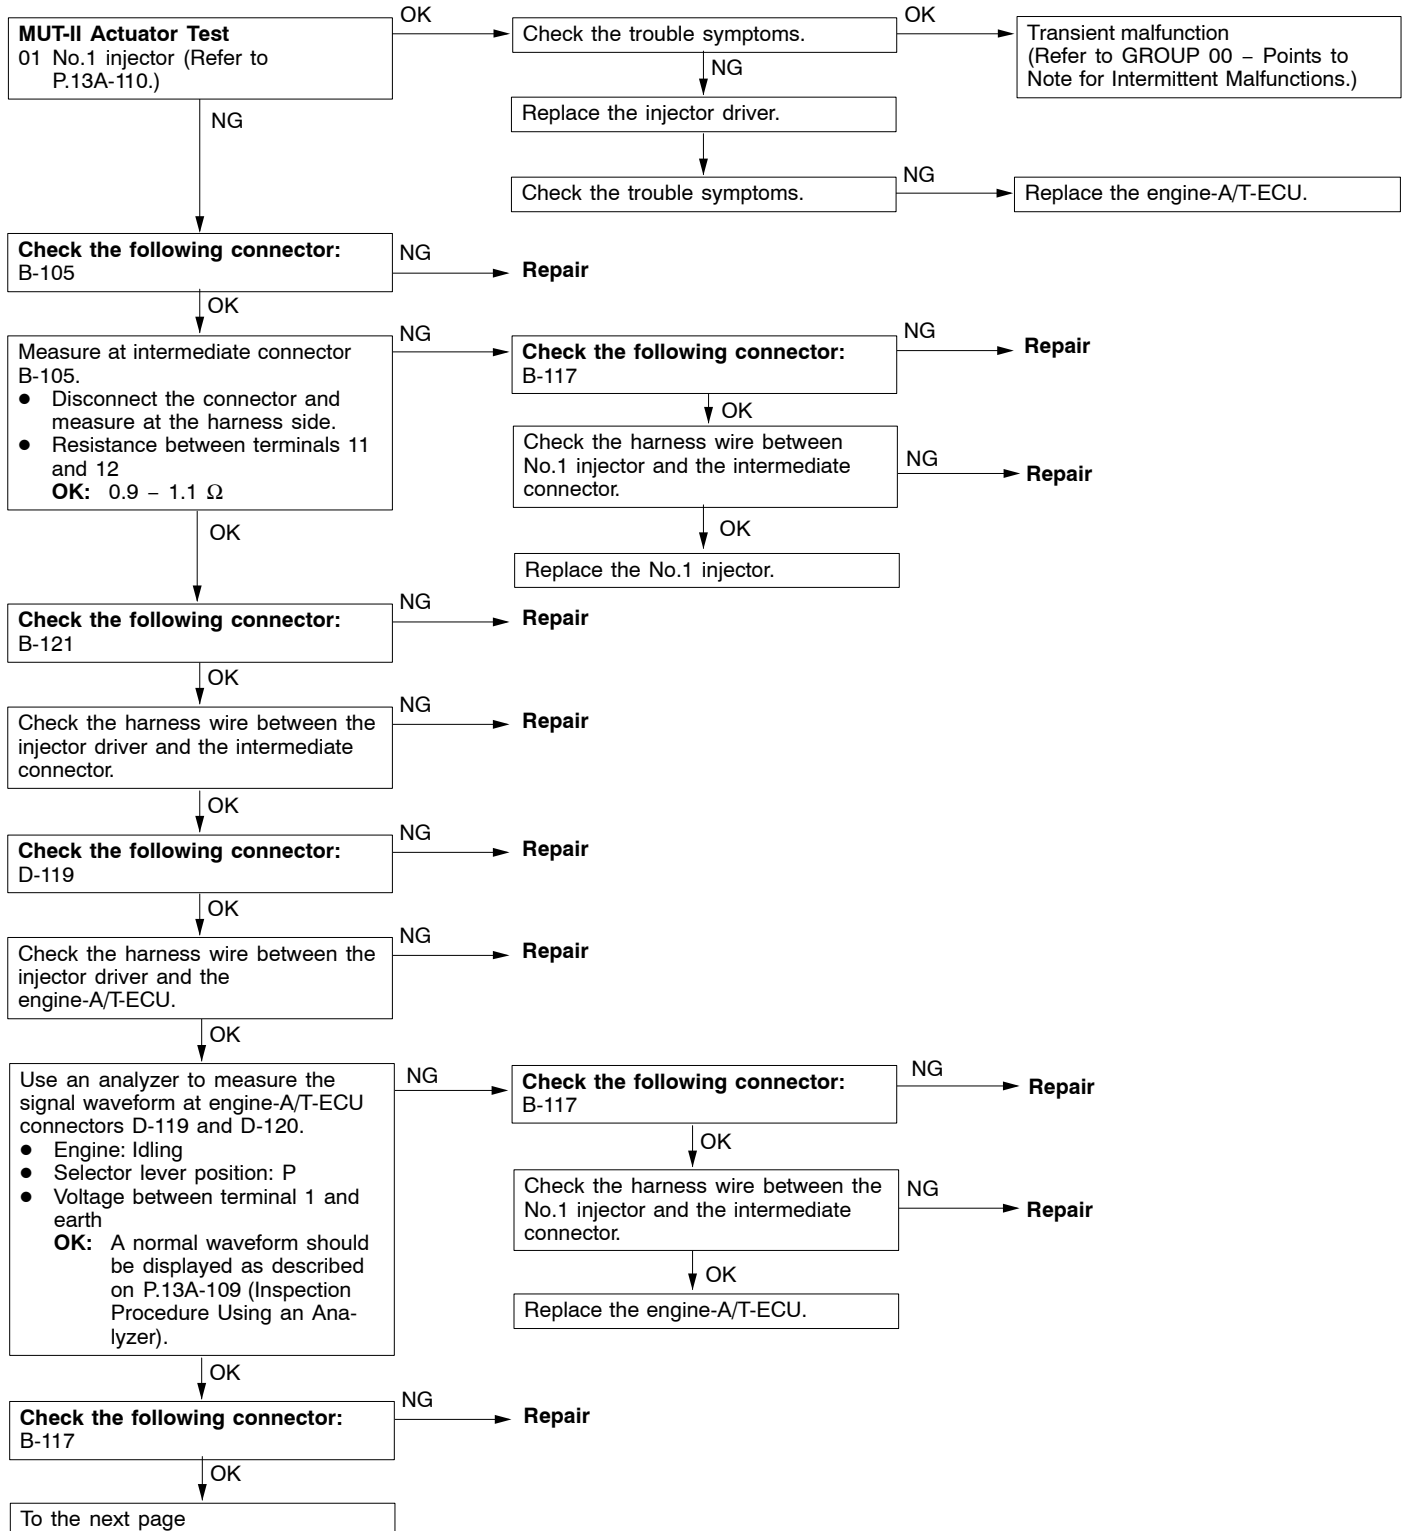 MUT-II Actuator Test
01 No.1 injector (Refer to
P.13A-110.)
OK
Check the trouble symptoms.
OK
Transient malfunction
(Refer to GROUP 00 – Points to
Note for Intermittent Malfunctions.)
NG
Replace the injector driver.
Check the trouble symptoms.
NG
Replace the engine-A/T-ECU.
NG
Check the following connector:
B-105
NG
Repair
OK
Measure at intermediate connector
B-105.
● Disconnect the connector and
measure at the harness side.
● Resistance between terminals 11
and 12
OK: 0.9 – 1.1 Ω
NG
Check the following connector:
B-117
NG
Repair
OK
Check the harness wire between
No.1 injector and the intermediate
connector.
NG
Repair
OK
Replace the No.1 injector.
OK
Check the following connector:
B-121
NG
Repair
OK
Check the harness wire between the
injector driver and the intermediate
connector.
NG
Repair
OK
Check the following connector:
D-119
NG
Repair
OK
Check the harness wire between the
injector driver and the
engine-A/T-ECU.
NG
Repair
OK
Use an analyzer to measure the
signal waveform at engine-A/T-ECU
connectors D-119 and D-120.
● Engine: Idling
● Selector lever position: P
● Voltage between terminal 1 and
earth
OK: A normal waveform should
be displayed as described
on P.13A-109 (Inspection
Procedure Using an Ana-
lyzer).
NG
Check the following connector:
B-117
NG
Repair
OK
Check the harness wire between the
No.1 injector and the intermediate
connector.
NG
Repair
OK
Replace the engine-A/T-ECU.
OK
Check the following connector:
B-117
NG
Repair
OK
To the next page